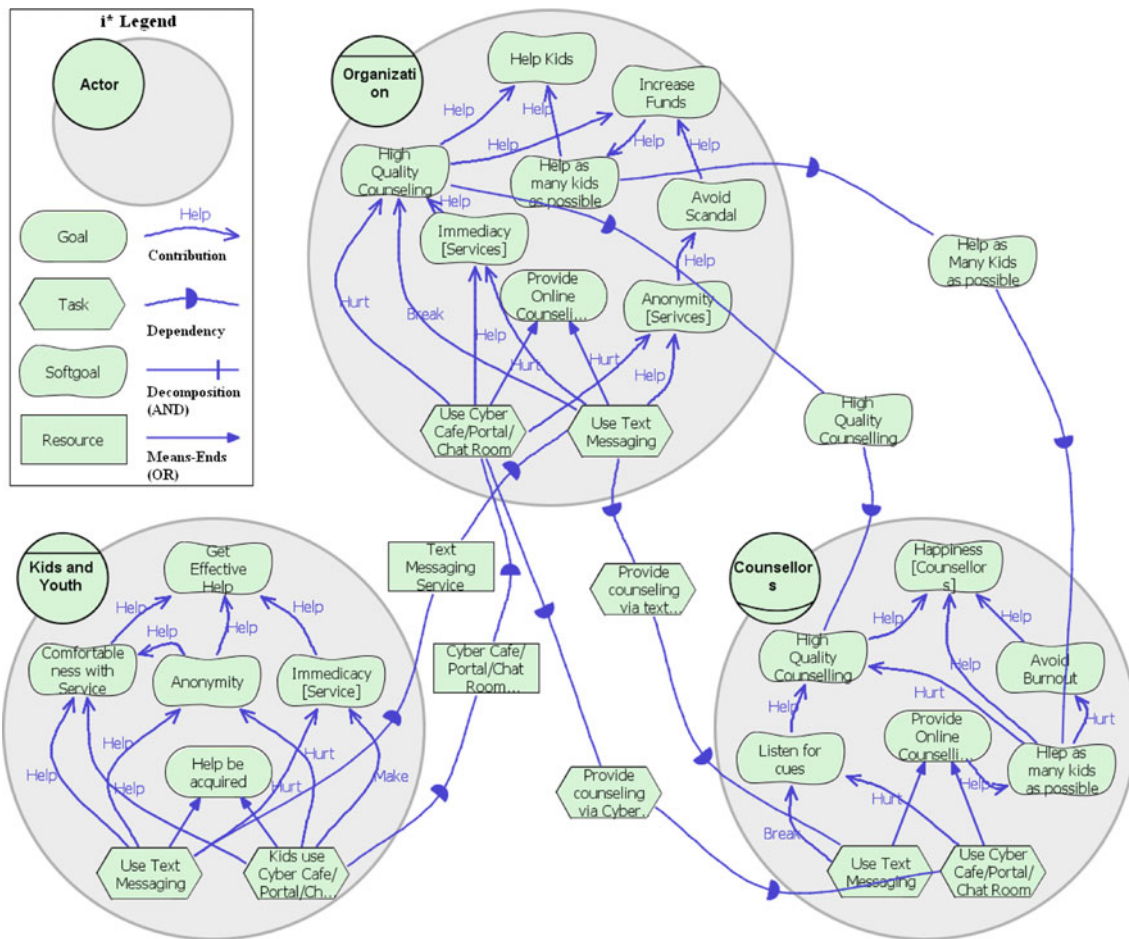 i* Legend
Actor
Goal
Help
Contribution
Task
Dependency
Softgoal
Decomposition
(AND)
Resource
Means-Ends
(OR)
Organizati
on
Help Kids
Increase
Funds
Help
Help
Help
Help
Help
High
Quality
Counseling
Help as
many kids
as possible
Avoid
Scandal
Help
Immediacy
[Services]
Provide
Online
Counseli...
Help
Anonymity
[Serivces]
Hurt
Break
Help
Hurt
Hurt
Help
Use Cyber
Cafe/Portal/
Chat Room
Use Text
Messaging
Help as
Many Kids
as possible
High
Quality
Counselling
Text
Messaging
Service
Cyber Cafe/
Portal/Chat
Room...
Provide
counseling
via text...
Provide
counseling
via Cyber...
Kids and
Youth
Get
Effective
Help
Help
Help
Help
Help
Comfortable
ness with
Service
Anonymity
Immedicacy
[Service]
Help
Hurt
Help be
acquired
Help
Help
Hurt
Make
Use Text
Messaging
Kids use
Cyber Cafe/
Portal/Ch...
Counsellor
s
Happiness
[Counsellor
s]
Help
Help
High
Quality
Counselling
Help
Avoid
Burnout
Hurt
Help
Provide
Online
Counselli...
Hurt
Listen for
cues
Hlep as
many kids
as possible
Hurt
Help
Break
Use Text
Messaging
Use Cyber
Cafe/Portal/
Chat Room